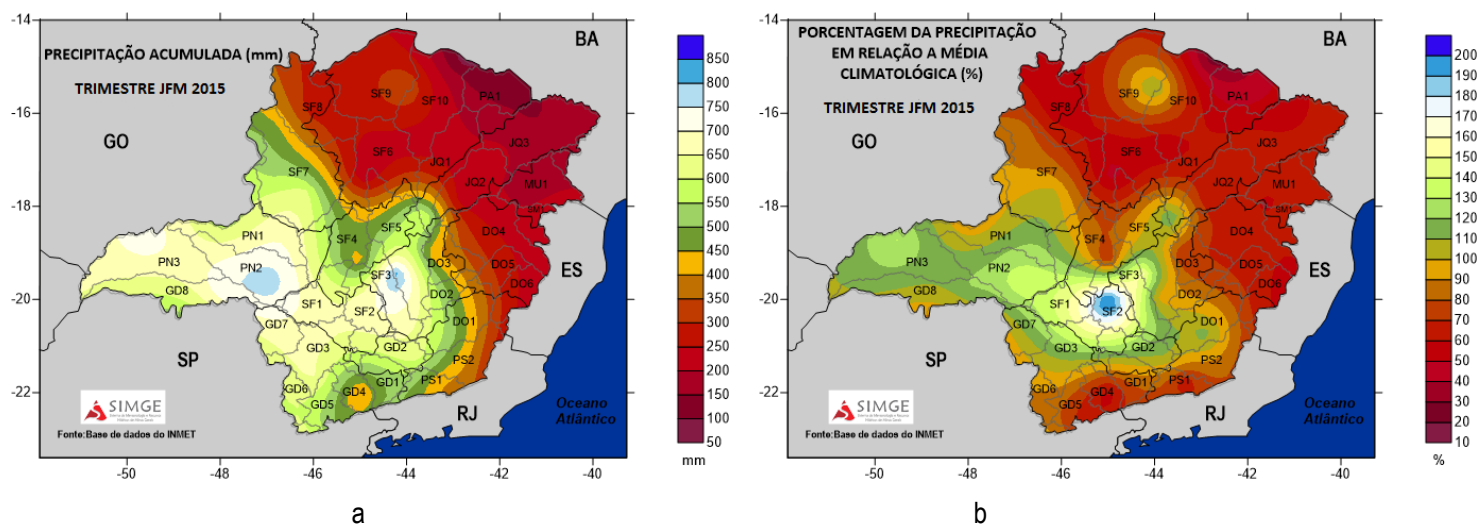 PRECIPITAÇÃO ACUMULADA (mm)
TRIMESTRE JFM 2015
BA
GO
SP
RJ
ES
Oceano
Atlântico
SF8
SF9
SF10
PA1
SF6
JQ1
JQ3
JQ2
MU1
SM1
SF7
PN1
SF4
SF5
DO4
PN3
PN2
SF3
DO3
DO5
GD8
SF1
DO2
DO6
SF2
GD7
DO1
GD3
GD2
PS2
GD6
GD1
PS1
GD4
GD5
SIMGE
Fonte:Base de dados do INMET
-14
-16
-18
-20
-22
-50
-48
-46
-44
-42
-40
850
800
750
700
650
600
550
500
450
400
350
300
250
200
150
100
50
mm
a
PORCENTAGEM DA PRECIPITAÇÃO
EM RELAÇÃO A MÉDIA
CLIMATOLÓGICA (%)
TRIMESTRE JFM 2015
BA
GO
SP
RJ
ES
Oceano
Atlântico
SF8
SF9
SF10
PA1
SF6
JQ1
JQ3
JQ2
MU1
SM1
SF7
PN1
SF4
SF5
DO4
PN3
PN2
SF3
DO3
DO5
GD8
SF1
DO2
DO6
SF2
GD7
DO1
GD3
GD2
PS2
GD6
GD1
PS1
GD4
GD5
SIMGE
Fonte:Base de dados do INMET
-14
-16
-18
-20
-22
-50
-48
-46
-44
-42
-40
200
190
180
170
160
150
140
130
120
110
100
90
80
70
60
50
40
30
20
10
%
b